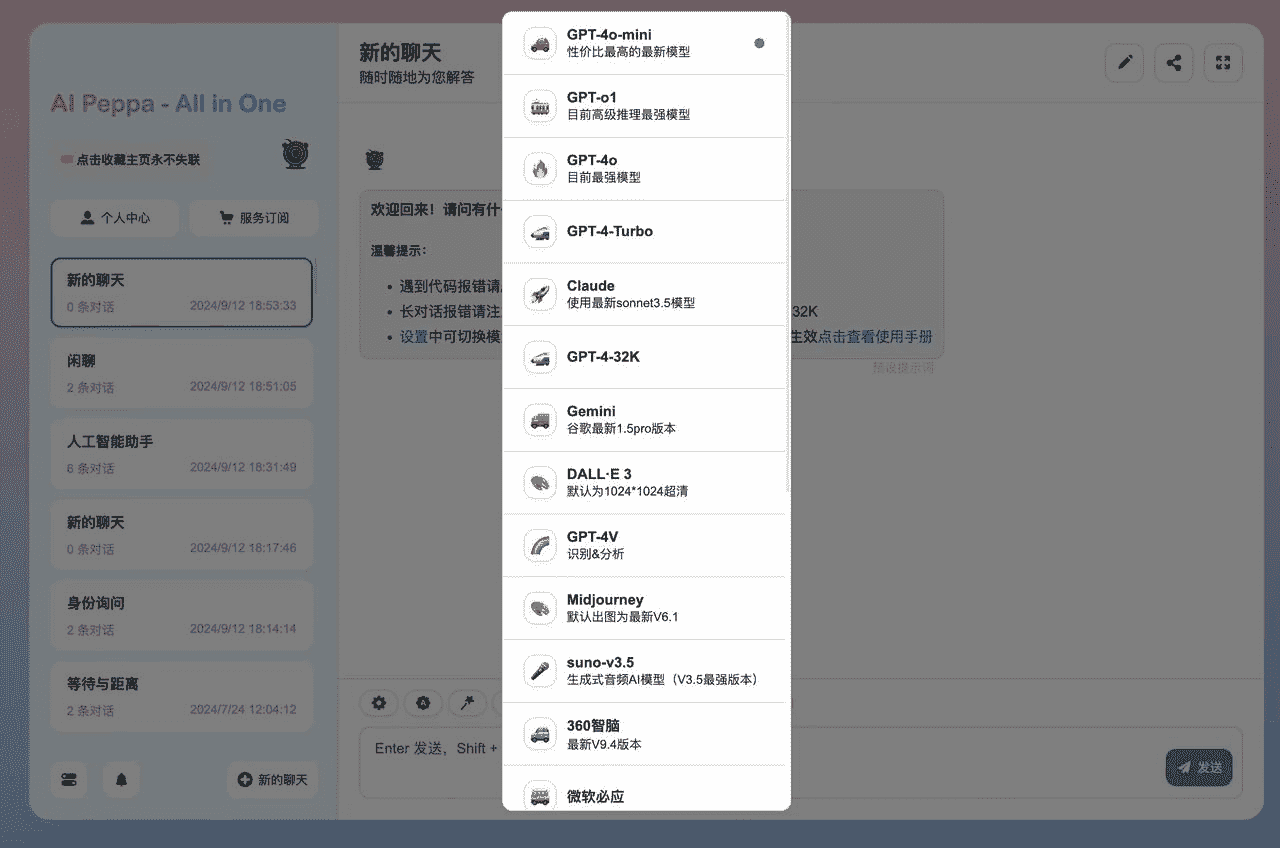 AI Peppa - All in One
点击收藏主页永不失联
个人中心
服务订阅
新的聊天
0 条对话
2024/9/12 18:53:33
闲聊
2 条对话
2024/9/12 18:51:05
人工智能助手
8 条对话
2024/9/12 18:31:49
新的聊天
0 条对话
2024/9/12 18:17:46
身份询问
2 条对话
2024/9/12 18:14:14
等待与距离
2 条对话
2024/7/24 12:04:12
新的聊天
新的聊天
随时随地为您解答
欢迎回来！请问有什
温馨提示:
遇到代码报错请
长对话报错请注 32K
设置中可切换模 生效点击查看使用手册
预设提示词
GPT-4o-mini
性价比最高的最新模型
GPT-o1
目前高级推理最强模型
GPT-4o
目前最强模型
GPT-4-Turbo
Claude
使用最新sonnet3.5模型
GPT-4-32K
Gemini
谷歌最新1.5pro版本
DALL·E 3
默认为1024*1024超清
GPT-4V
识别&分析
Midjourney
默认出图为最新V6.1
suno-v3.5
生成式音频AI模型（V3.5最强版本）
360智脑
最新V9.4版本
微软必应
Enter 发送，Shift +
发送